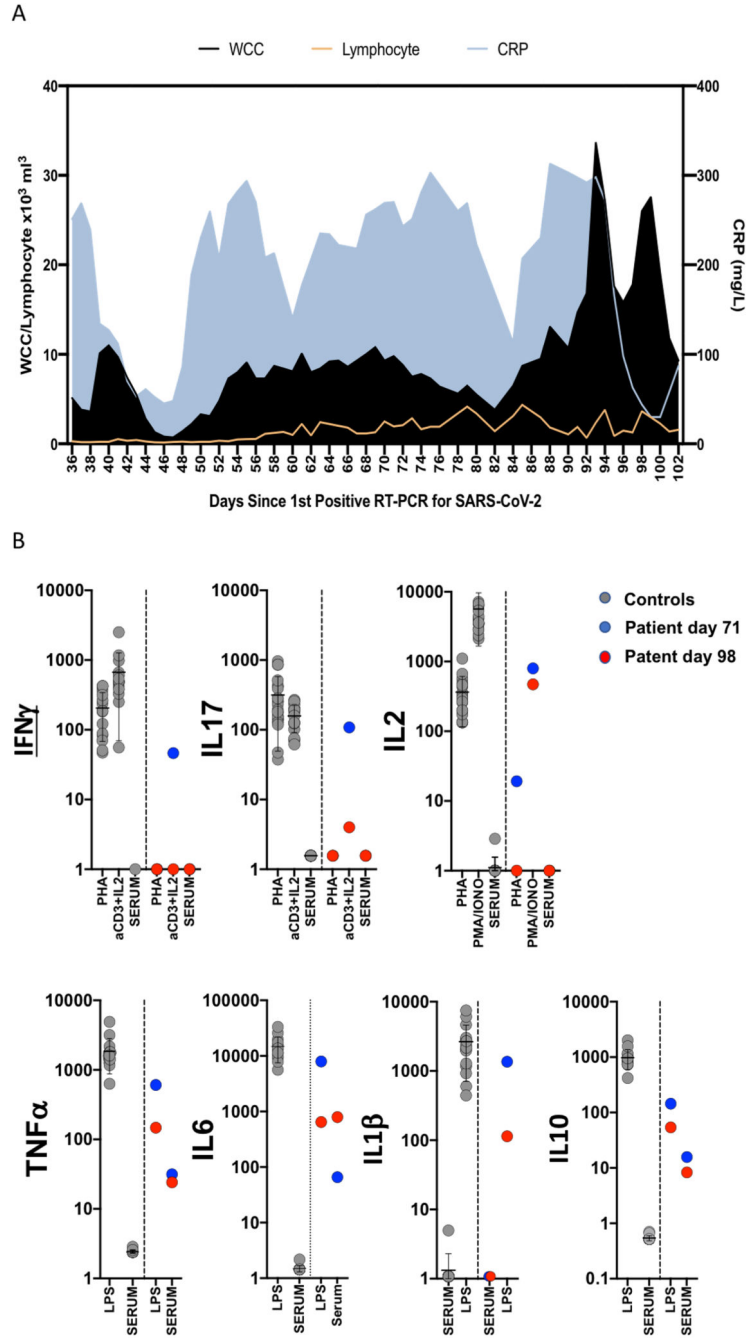 A
WCC Lymphocyte CRP
40 400
30 300
20 200
10 100
0 0
WCC/Lymphocyte x10³ ml³
CRP (mg/L)
36 38 40 42 44 46 48 50 52 54 56 58 60 62 64 66 68 70 72 74 76 78 80 82 84 86 88 90 92 94 96 98 100 102
Days Since 1st Positive RT-PCR for SARS-CoV-2
B
IFNγ
10000
1000
100
10
1
PHA aCD3+IL2 SERUM PHA aCD3+IL2 SERUM
IL17
10000
1000
100
10
1
PHA aCD3+IL2 SERUM PHA aCD3+IL2 SERUM
IL2
10000
1000
100
10
1
PHA PMA/IONO SERUM PHA PMA/IONO SERUM
Controls
Patient day 71
Patent day 98
TNFα
10000
1000
100
10
1
LPS SERUM LPS SERUM
IL6
100000
10000
1000
100
10
1
LPS SERUM LPS Serum
IL1β
10000
1000
100
10
1
SERUM LPS SERUM LPS
IL10
10000
1000
100
10
1
0.1
LPS SERUM LPS SERUM